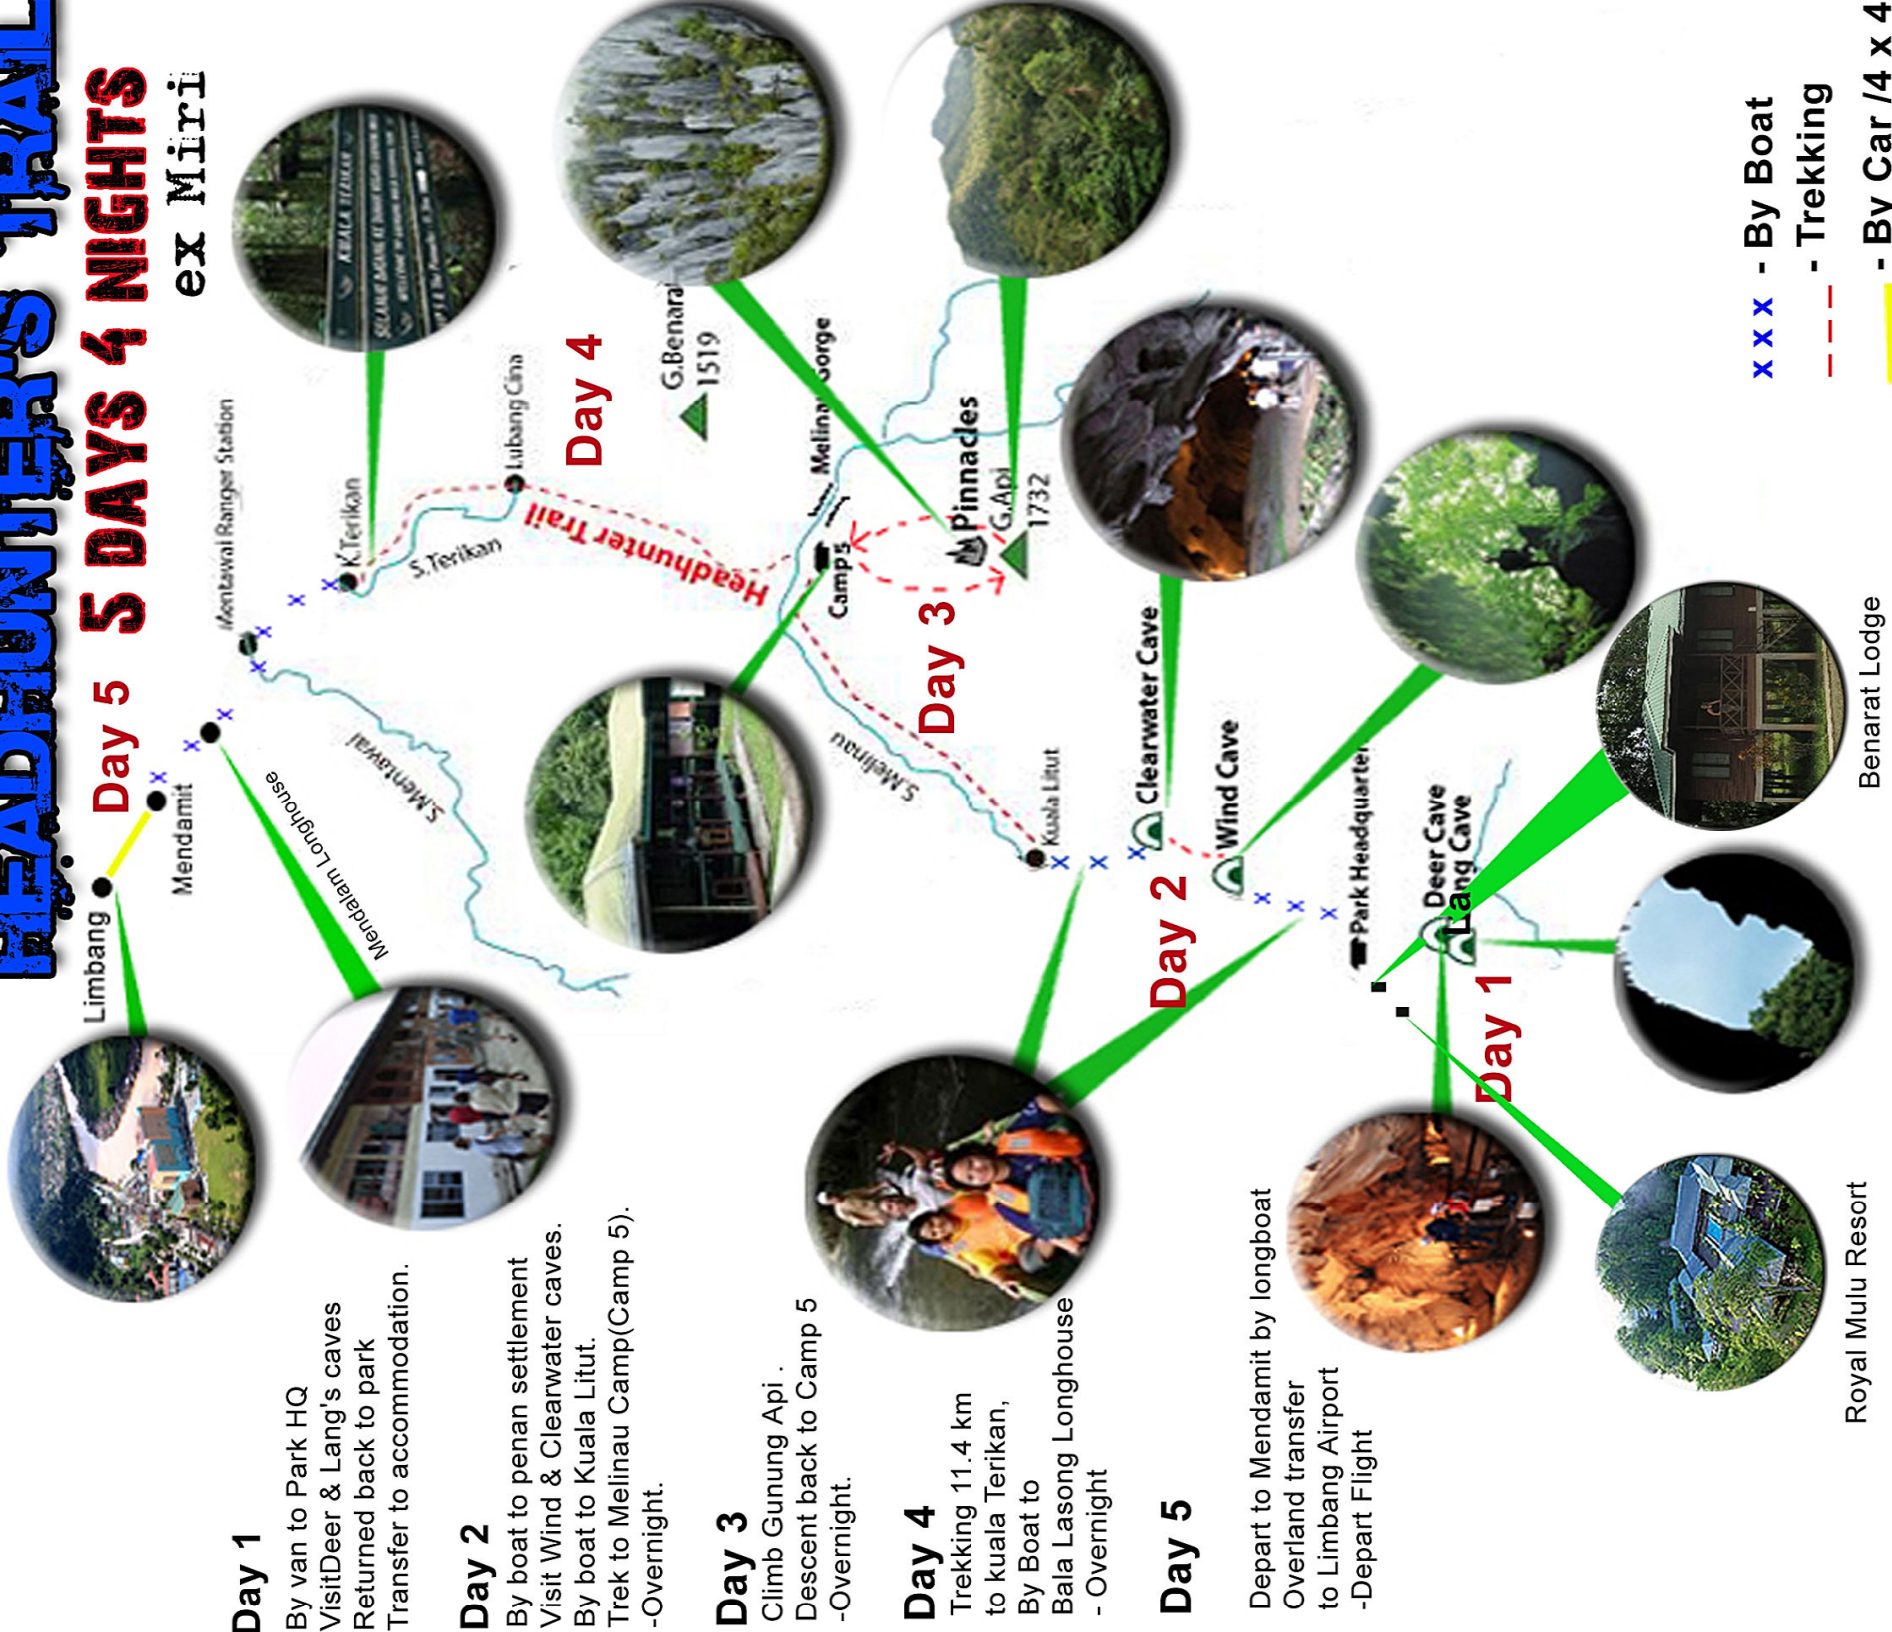 HEADHUNTER'S TRAIL
5 DAYS 4 NIGHTS
ex Miri
Day 5
Limbang
Mendamit
Mendalam Longhouse
Mentawai Ranger Station
S.Mentawai
K.Terikan
S.Terikan
KUALA TERIKAN
Lubang Cina
Headhunter Trail
Day 4
G.Benarat
1519
Melinau Gorge
Camp5
Pinnacles
G.Api
1732
Day 3
S.Melinau
Kuala Litut
Clearwater Cave
Day 2
Wind Cave
Park Headquarter
Deer Cave
Lang Cave
Day 1
Benarat Lodge
Royal Mulu Resort
x x x - By Boat
- Trekking
- By Car /4 x 4
Day 1
By van to Park HQ
VisitDeer & Lang's caves
Returned back to park
Transfer to accommodation.
Day 2
By boat to penan settlement
Visit Wind & Clearwater caves.
By boat to Kuala Litut.
Trek to Melinau Camp(Camp 5).
-Overnight.
Day 3
Climb Gunung Api .
Descent back to Camp 5
-Overnight.
Day 4
Trekking 11.4 km
to kuala Terikan,
By Boat to
Bala Lasong Longhouse
- Overnight
Day 5
Depart to Mendamit by longboat
Overland transfer
to Limbang Airport
-Depart Flight